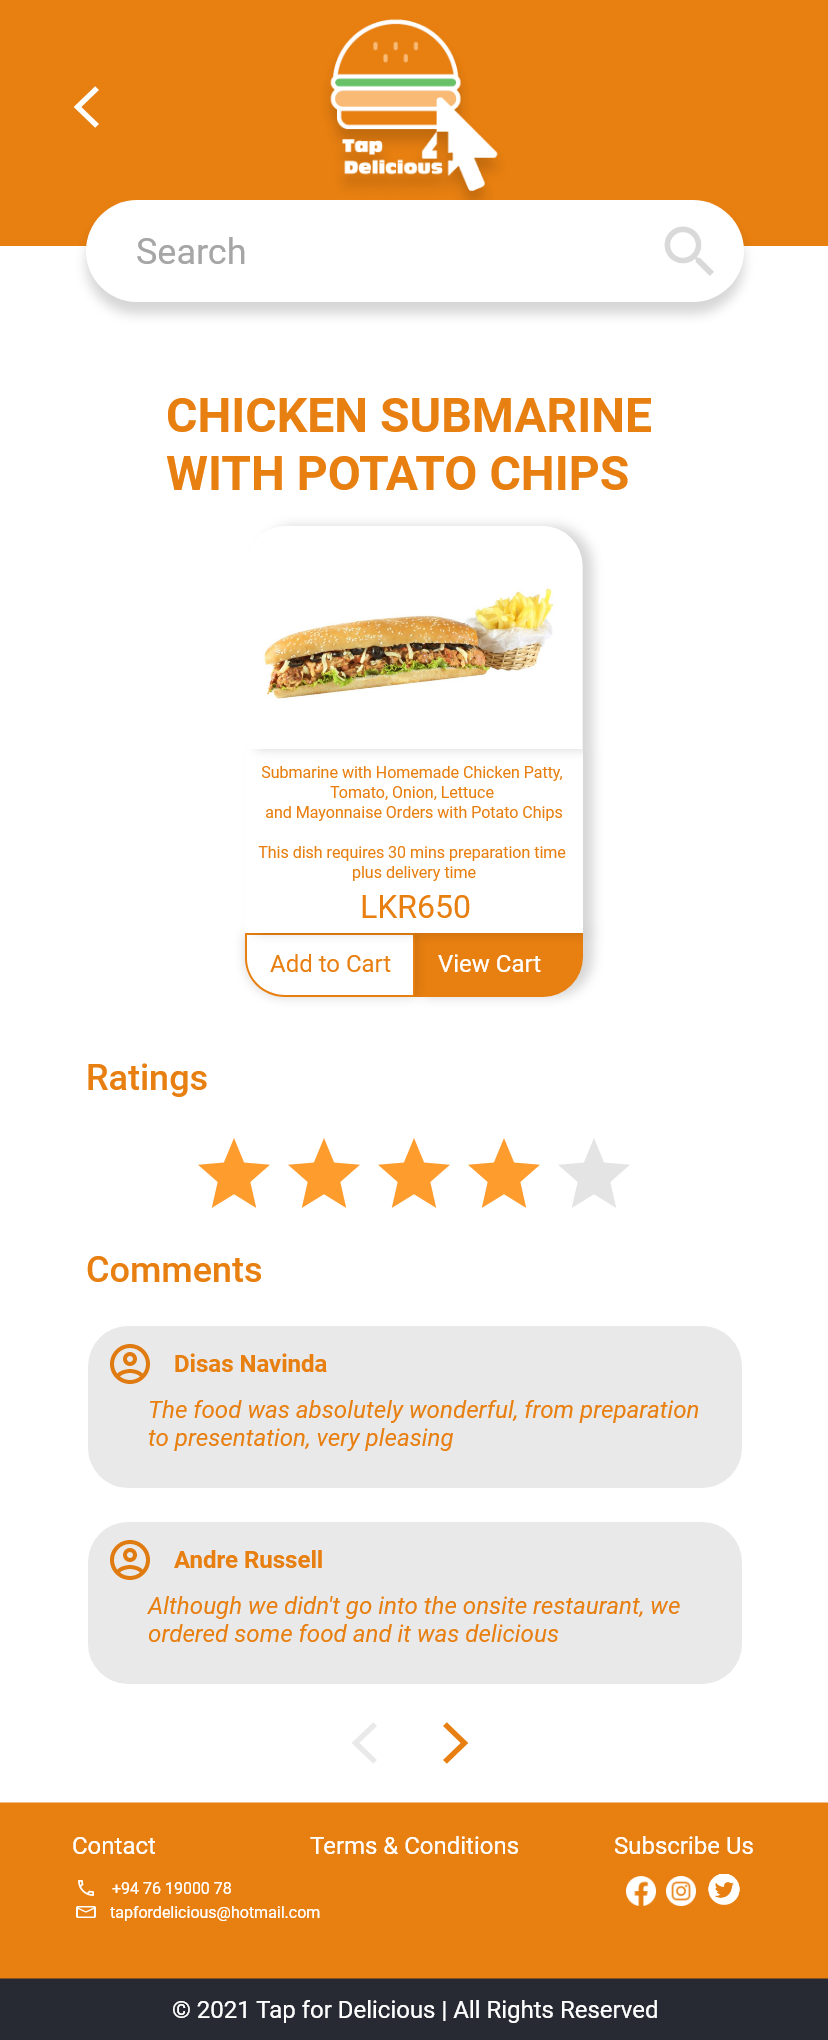 Tap
4
Delicious
Search
CHICKEN SUBMARINE
WITH POTATO CHIPS
Submarine with Homemade Chicken Patty,
Tomato, Onion, Lettuce
and Mayonnaise Orders with Potato Chips
This dish requires 30 mins preparation time
plus delivery time
LKR650
Add to Cart
View Cart
Ratings
Comments
Disas Navinda
The food was absolutely wonderful, from preparation
to presentation, very pleasing
Andre Russell
Although we didn't go into the onsite restaurant, we
ordered some food and it was delicious
Contact
Terms & Conditions
Subscribe Us
+94 76 19000 78
tapfordelicious@hotmail.com
© 2021 Tap for Delicious | All Rights Reserved